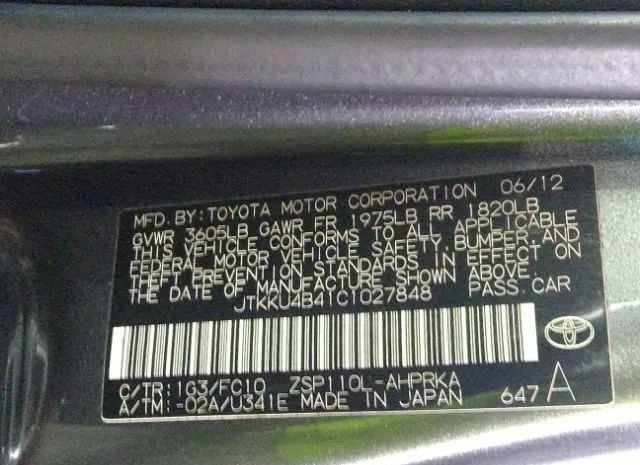 MFD. BY: TOYOTA MOTOR CORPORATION 06/12
GVWR 3605LB GAWR FR 1975LB RR 1820LB
THIS VEHICLE CONFORMS TO ALL APPLICABLE
FEDERAL MOTOR VEHICLE SAFETY, BUMPER, AND
THEFT PREVENTION STANDARDS IN EFFECT ON
THE DATE OF MANUFACTURE SHOWN ABOVE.
JTKKU4B41C1027848 PASS. CAR
C/TR: 1G3/FC10 ZSP110L-AHPRKA
A/TM: -02A/U341E MADE IN JAPAN 647 A